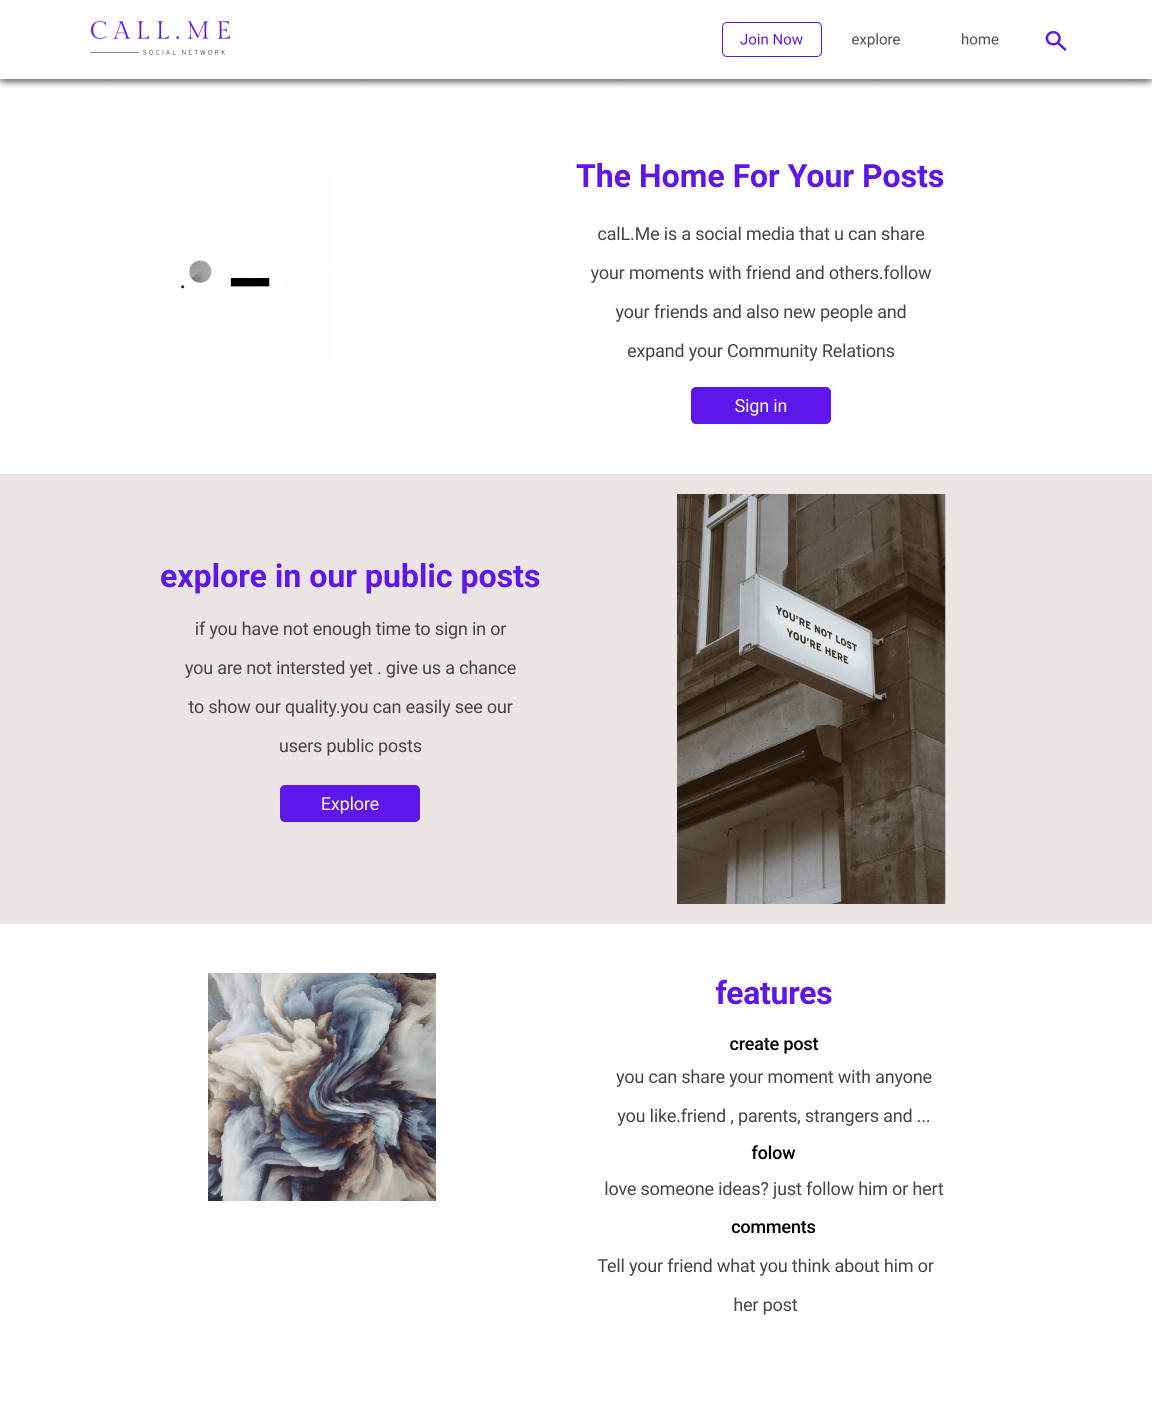 CALL.ME
SOCIAL NETWORK
Join Now
explore
home
The Home For Your Posts
calL.Me is a social media that u can share
your moments with friend and others.follow
your friends and also new people and
expand your Community Relations
Sign in
explore in our public posts
if you have not enough time to sign in or
you are not intersted yet . give us a chance
to show our quality.you can easily see our
users public posts
Explore
YOU'RE NOT LOST
YOU'RE HERE
features
create post
you can share your moment with anyone
you like.friend , parents, strangers and ...
folow
love someone ideas? just follow him or hert
comments
Tell your friend what you think about him or
her post